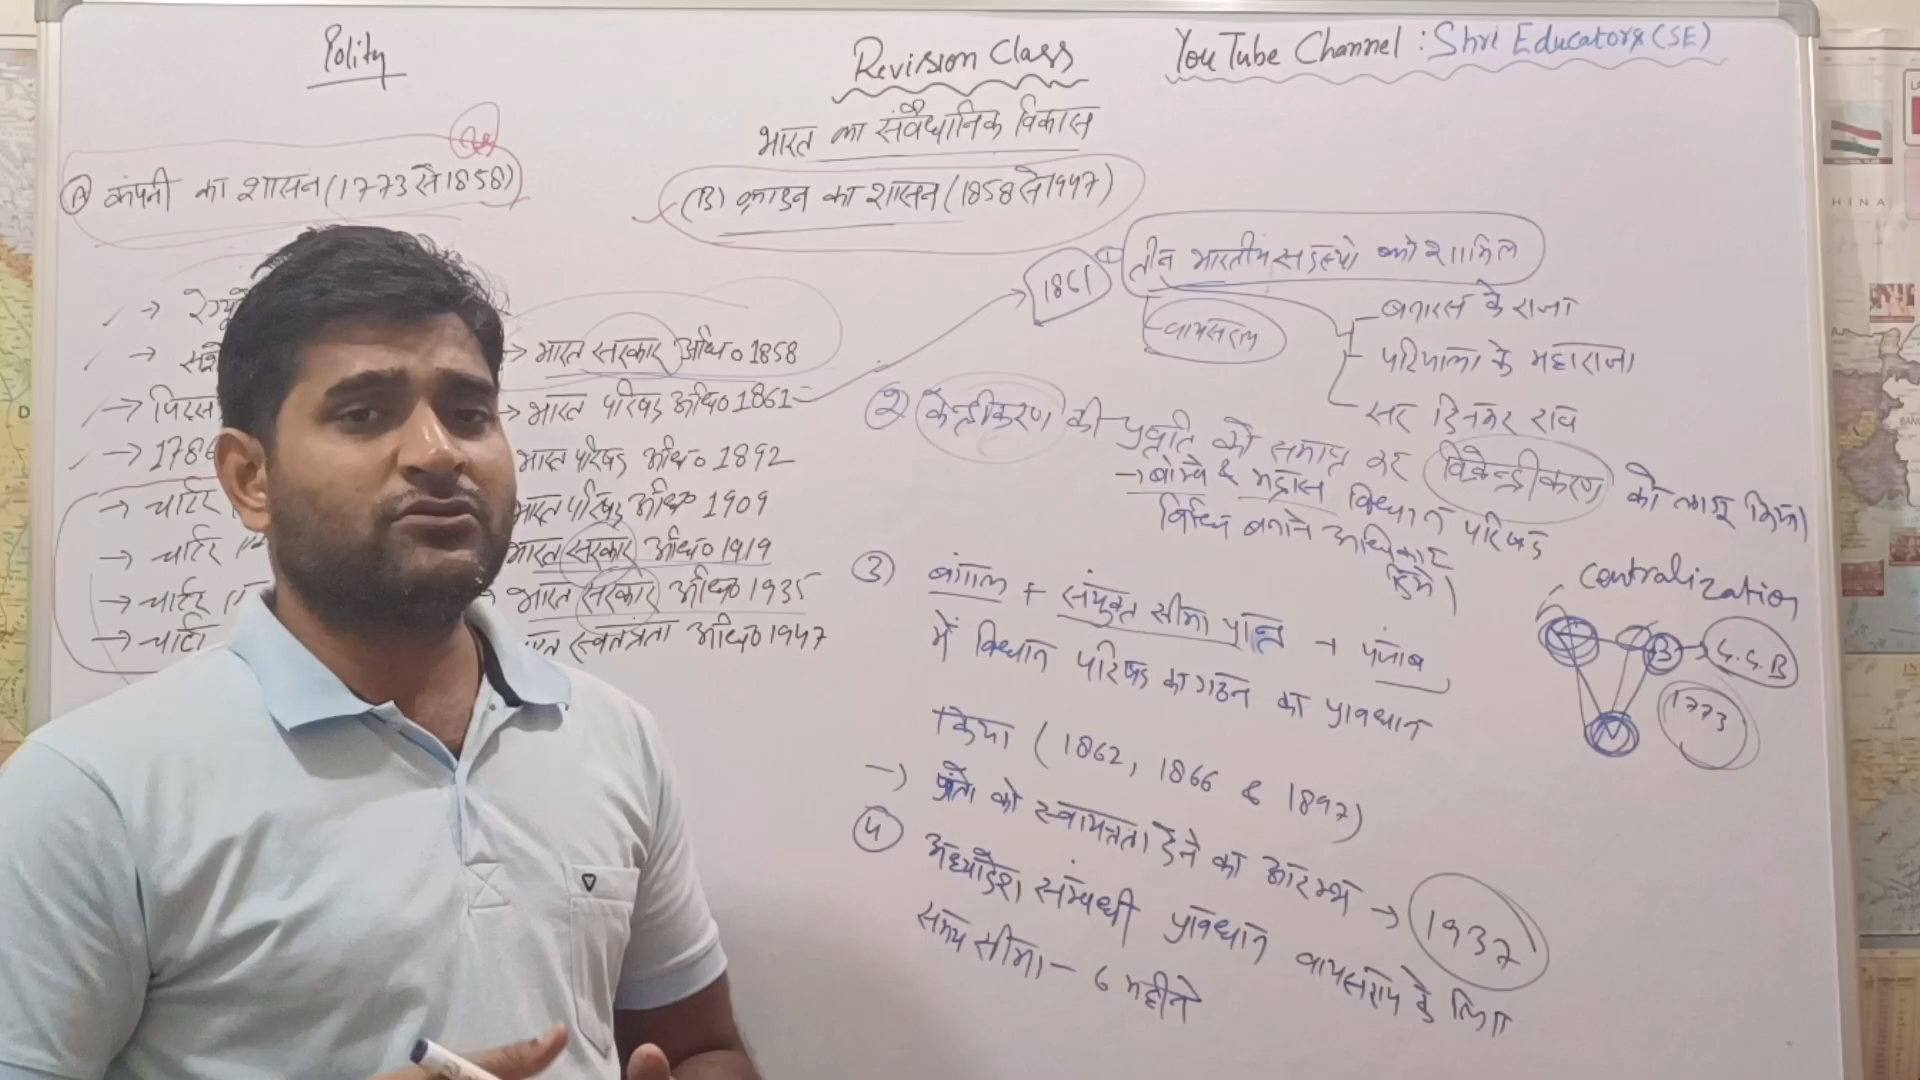 Polity
Revision Class
YouTube Channel : Shri Educators (SE)
भारत का संवैधानिक विकास
(A) कंपनी का शासन (1773 से 1858)
(B) क्राउन का शासन (1858 से 1947)
→
→
→
→ 1786
→ चार्टर
→ चार्टर
→ चार्टर
→
→ भारत सरकार अधि० 1858
→ भारत परिषद अधि० 1861
भारत परिषद अधि० 1892
भारत परिषद अधि० 1909
भारत सरकार अधि० 1919
भारत सरकार अधि० 1935
स्वतंत्रता अधि० 1947
1861
① तीन भारतीय सदस्यो को शामिल
वायसराय
बनारस के राजा
पटियाला के महाराजा
सर दिनकर राव
② केन्द्रीकरण की प्रवृति को समाप्त कर विकेन्द्रीकरण को लागू किया।
→ बोम्बे & मद्रास विधान परिषद
विधि बनाने अधिकार
दिये।
③ बंगाल + संयुक्त सीमा प्रान्त + पंजाब
में विधान परिषद का गठन का प्रावधान
किया (1862, 1866 & 1897)
→ प्रांतो को स्वायत्तता देने का आरम्भ → 1937
④ अध्यादेश संम्बधी प्रावधान वायसराय के लिए
समय सीमा – 6 महीने
Centralization
B → G.G.B
1773
M